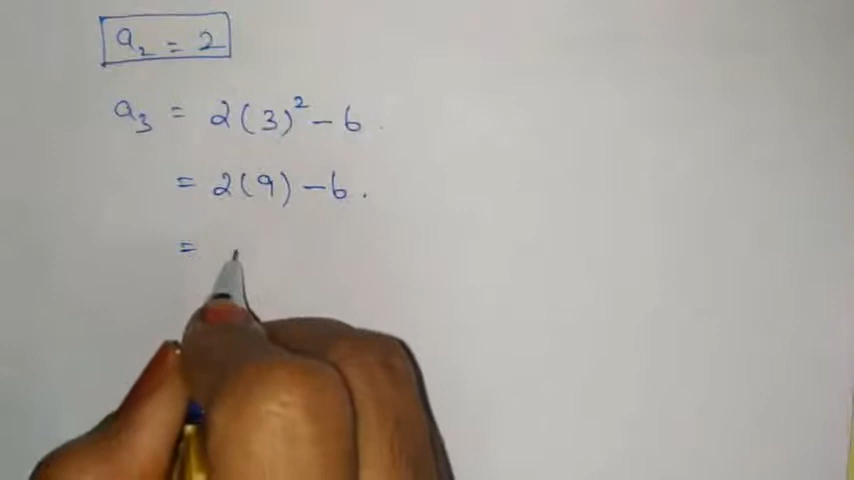 a₂ = 2
a₃ = 2(3)² - 6.
= 2(9) - 6.
=